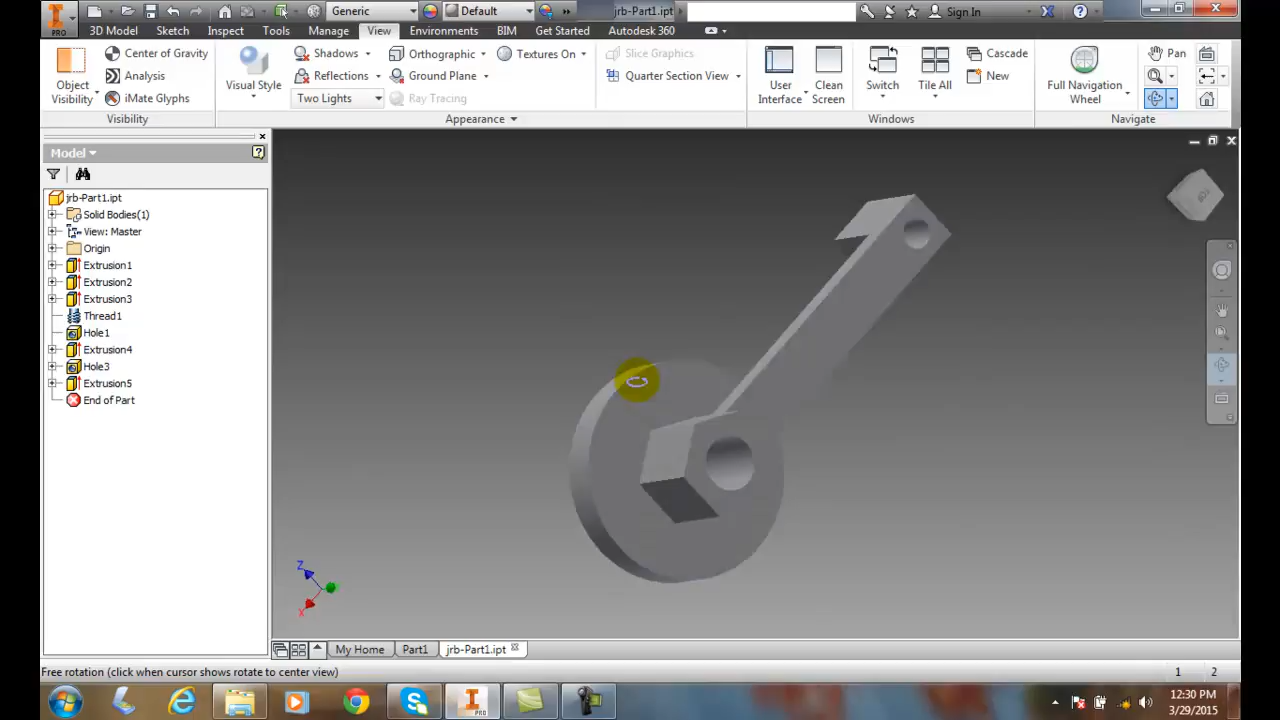 Generic
Default
jrb-Part1.ipt
Sign In
PRO
3D Model
Sketch
Inspect
Tools
Manage
View
Environments
BIM
Get Started
Autodesk 360
Object
Visibility
Center of Gravity
Analysis
iMate Glyphs
Visibility
Visual Style
Shadows
Reflections
Two Lights
Orthographic
Ground Plane
Ray Tracing
Textures On
Slice Graphics
Quarter Section View
Appearance
User
Interface
Clean
Screen
Switch
Tile All
Cascade
New
Windows
Full Navigation
Wheel
Pan
Navigate
Model
jrb-Part1.ipt
Solid Bodies(1)
View: Master
Origin
Extrusion1
Extrusion2
Extrusion3
Thread1
Hole1
Extrusion4
Hole3
Extrusion5
End of Part
Z
X
My Home
Part1
jrb-Part1.ipt
Free rotation (click when cursor shows rotate to center view)
1
2
PRO
12:30 PM
3/29/2015